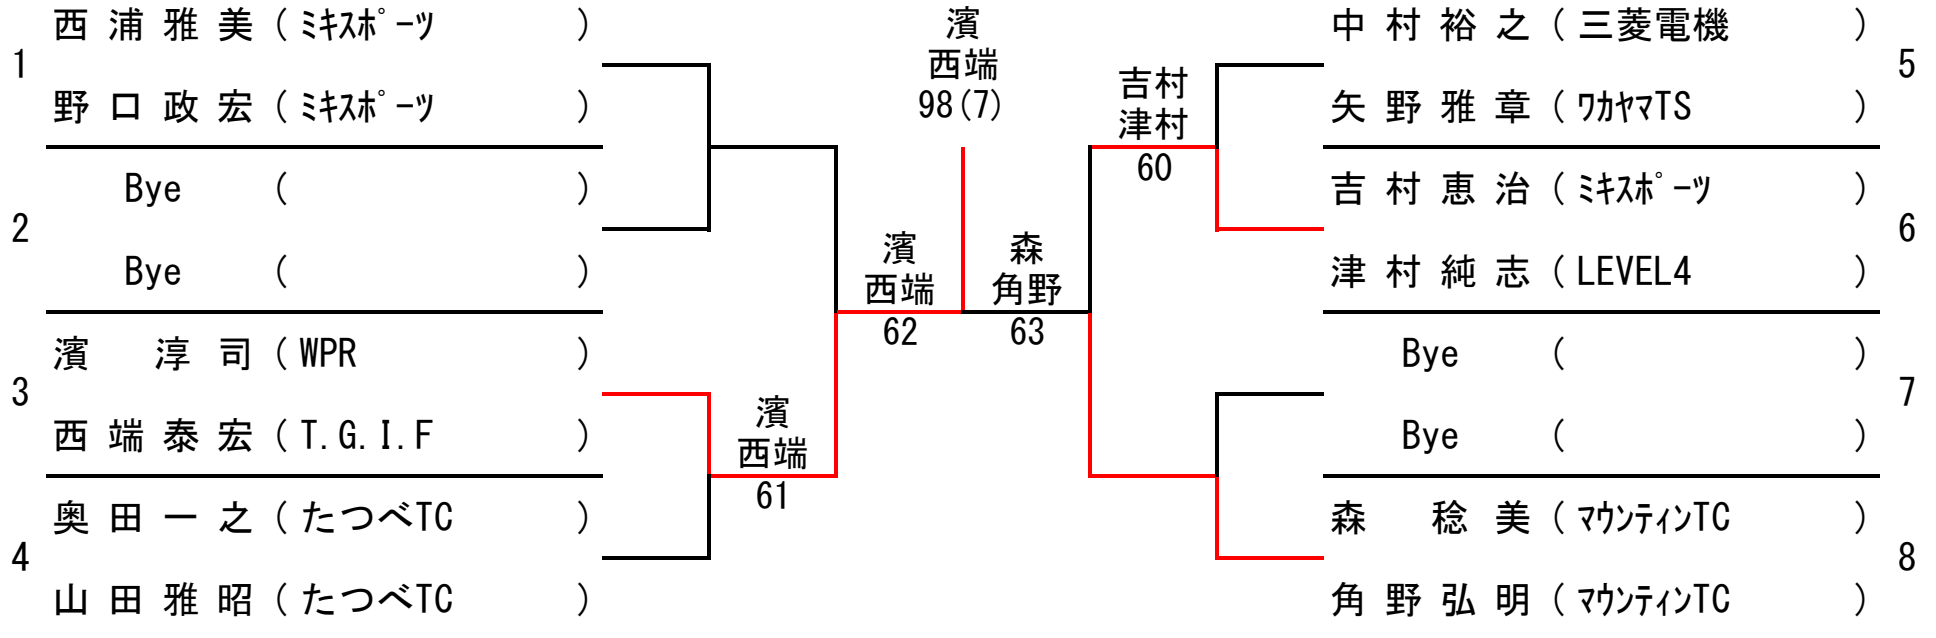 1
西 浦 雅 美 ( ﾐｷｽﾎﾟｰﾂ )
野 口 政 宏 ( ﾐｷｽﾎﾟｰﾂ )
2
Bye ( )
Bye ( )
3
濱 淳 司 ( WPR )
西 端 泰 宏 ( T.G.I.F )
4
奥 田 一 之 ( たつべTC )
山 田 雅 昭 ( たつべTC )
濱
西端
61
濱
西端
62
濱
西端
98(7)
森
角野
63
吉村
津村
60
中 村 裕 之 ( 三菱電機 )
矢 野 雅 章 ( ﾜｶﾔﾏTS )
5
吉 村 恵 治 ( ﾐｷｽﾎﾟｰﾂ )
津 村 純 志 ( LEVEL4 )
6
Bye ( )
Bye ( )
7
森 稔 美 ( ﾏｳﾝﾃｨﾝTC )
角 野 弘 明 ( ﾏｳﾝﾃｨﾝTC )
8